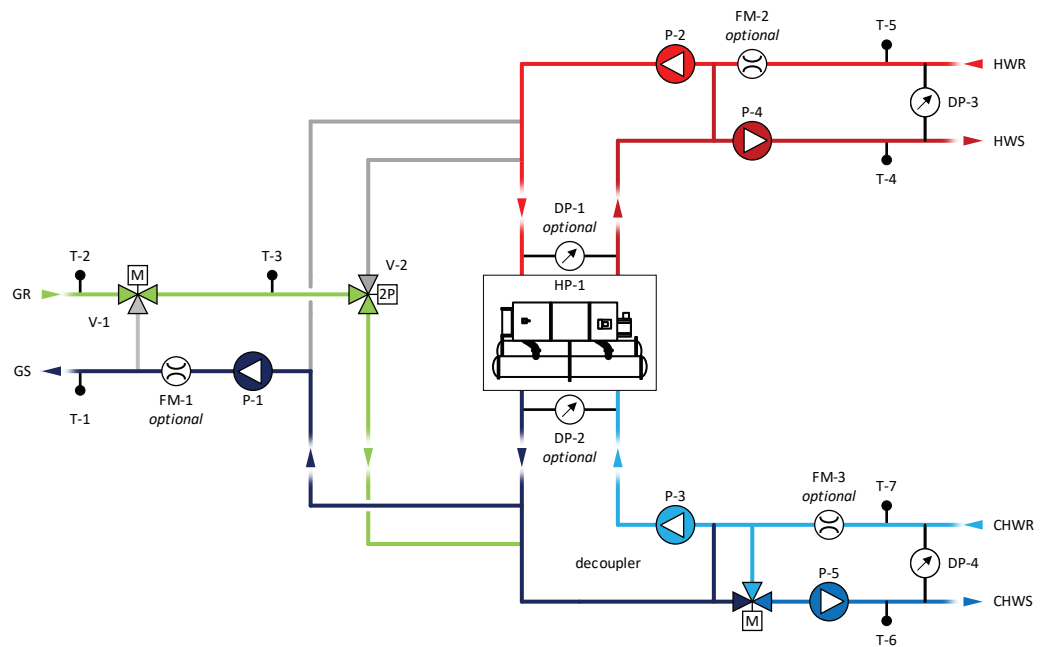 FM-2
optional
T-5
P-2
HWR
DP-3
P-4
HWS
T-4
DP-1
optional
T-2
T-3
V-2
M
HP-1
GR
2P
V-1
GS
T-1
FM-1
optional
P-1
DP-2
optional
FM-3
optional
T-7
P-3
CHWR
decoupler
P-5
DP-4
CHWS
M
T-6